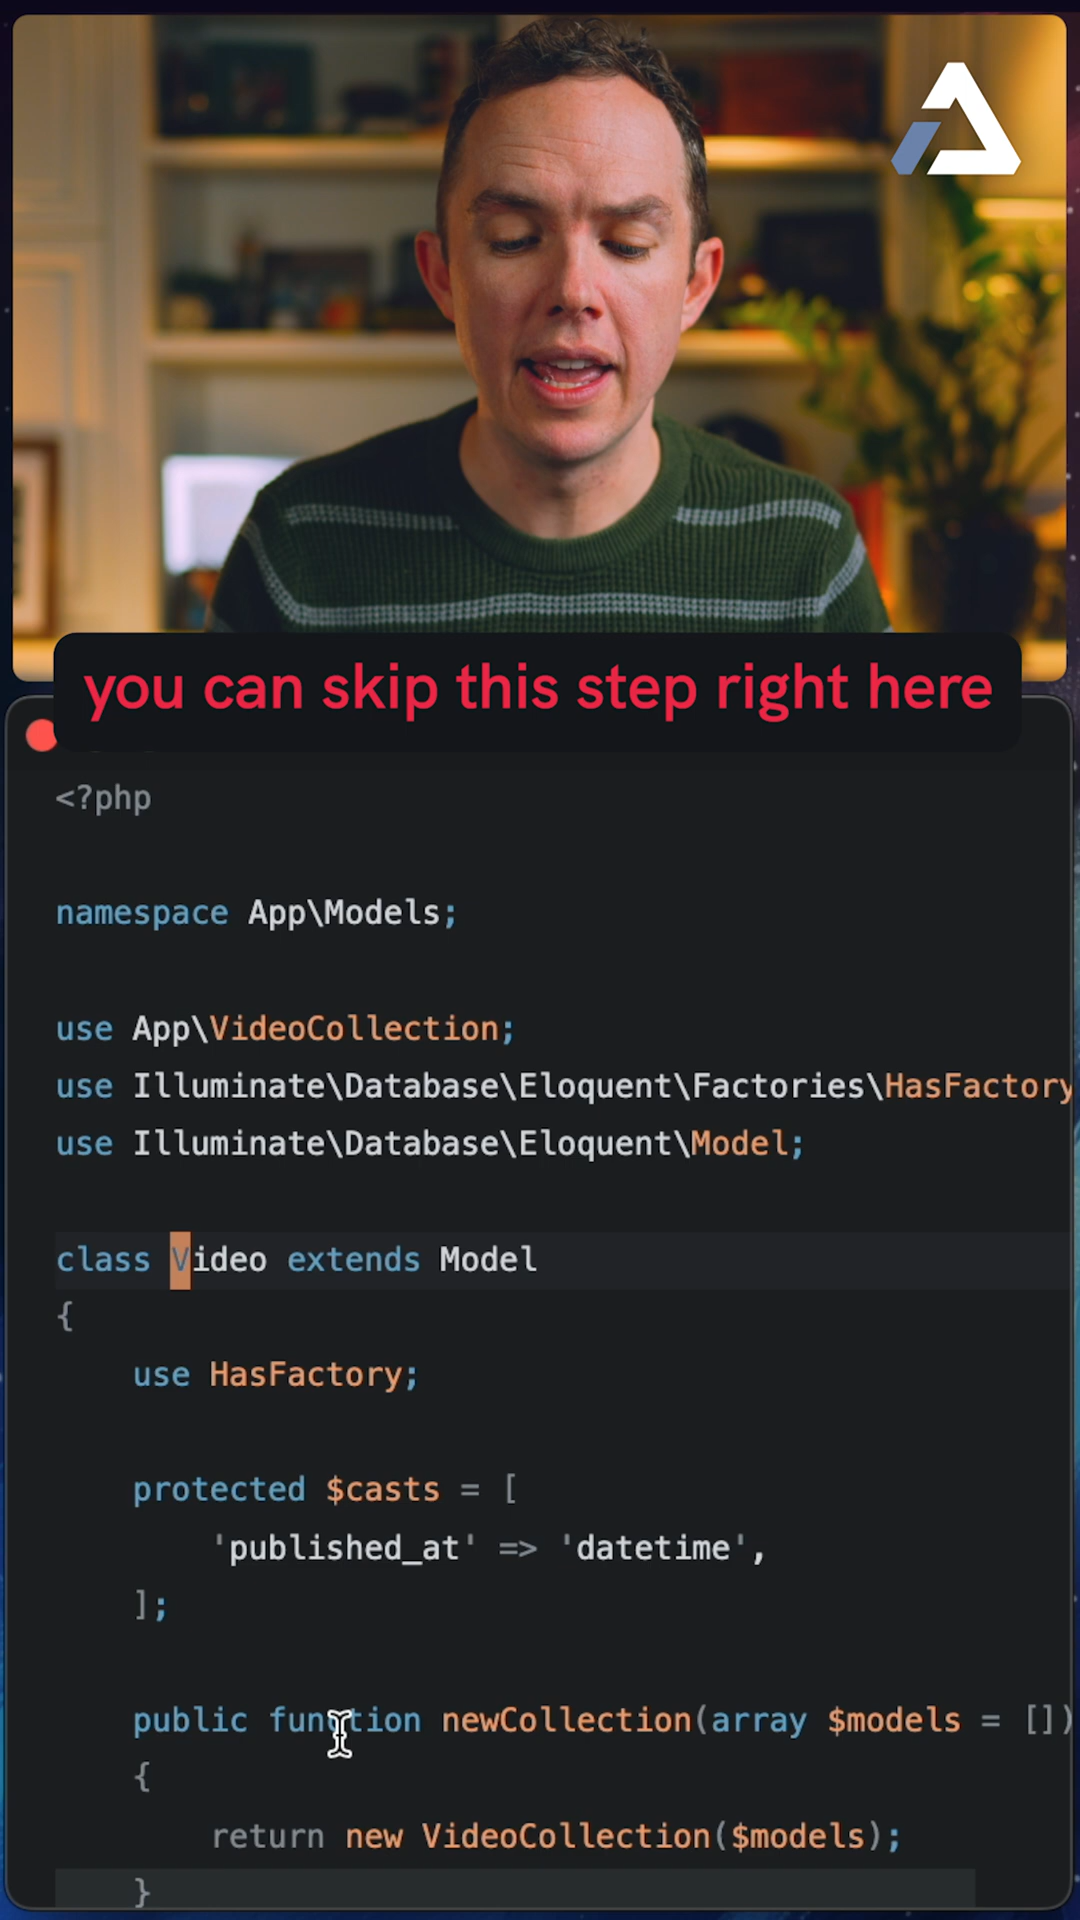 you can skip this step right here
<?php
namespace App\Models;
use App\VideoCollection;
use Illuminate\Database\Eloquent\Factories\HasFactory
use Illuminate\Database\Eloquent\Model;
class Video extends Model
{
use HasFactory;
protected $casts = [
'published_at' => 'datetime',
];
public function newCollection(array $models = [])
{
return new VideoCollection($models);
}